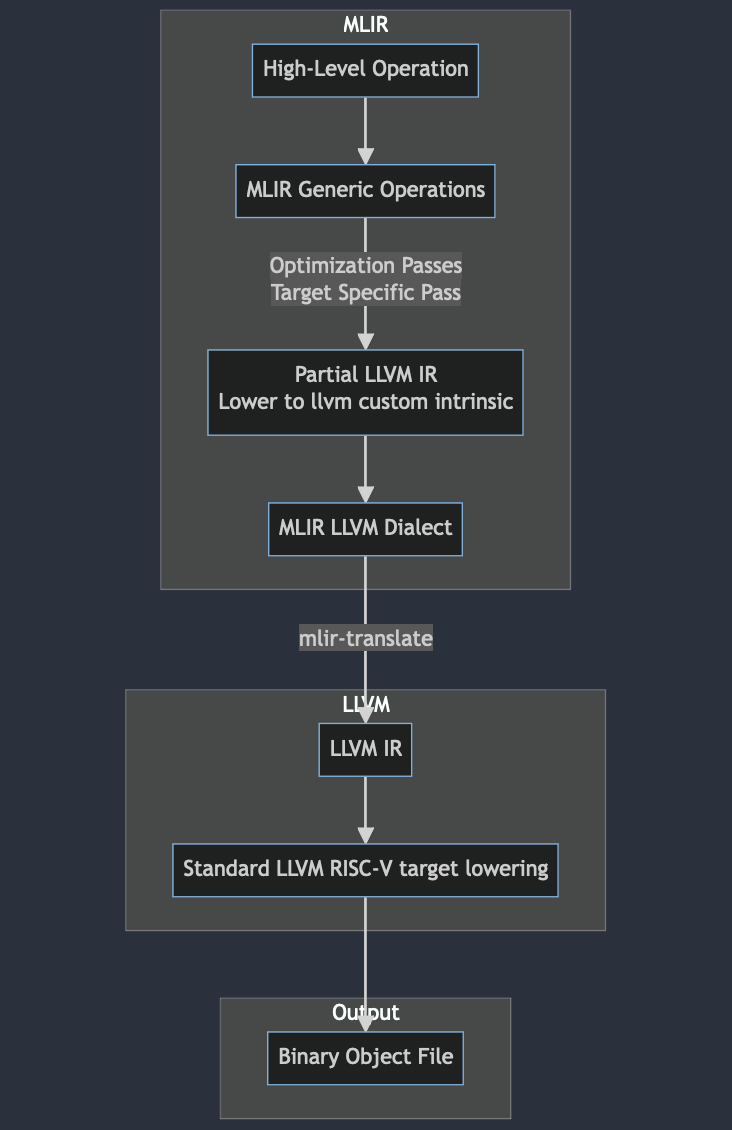 MLIR
High-Level Operation
MLIR Generic Operations
Optimization Passes
Target Specific Pass
Partial LLVM IR
Lower to llvm custom intrinsic
MLIR LLVM Dialect
mlir-translate
LLVM
LLVM IR
Standard LLVM RISC-V target lowering
Output
Binary Object File